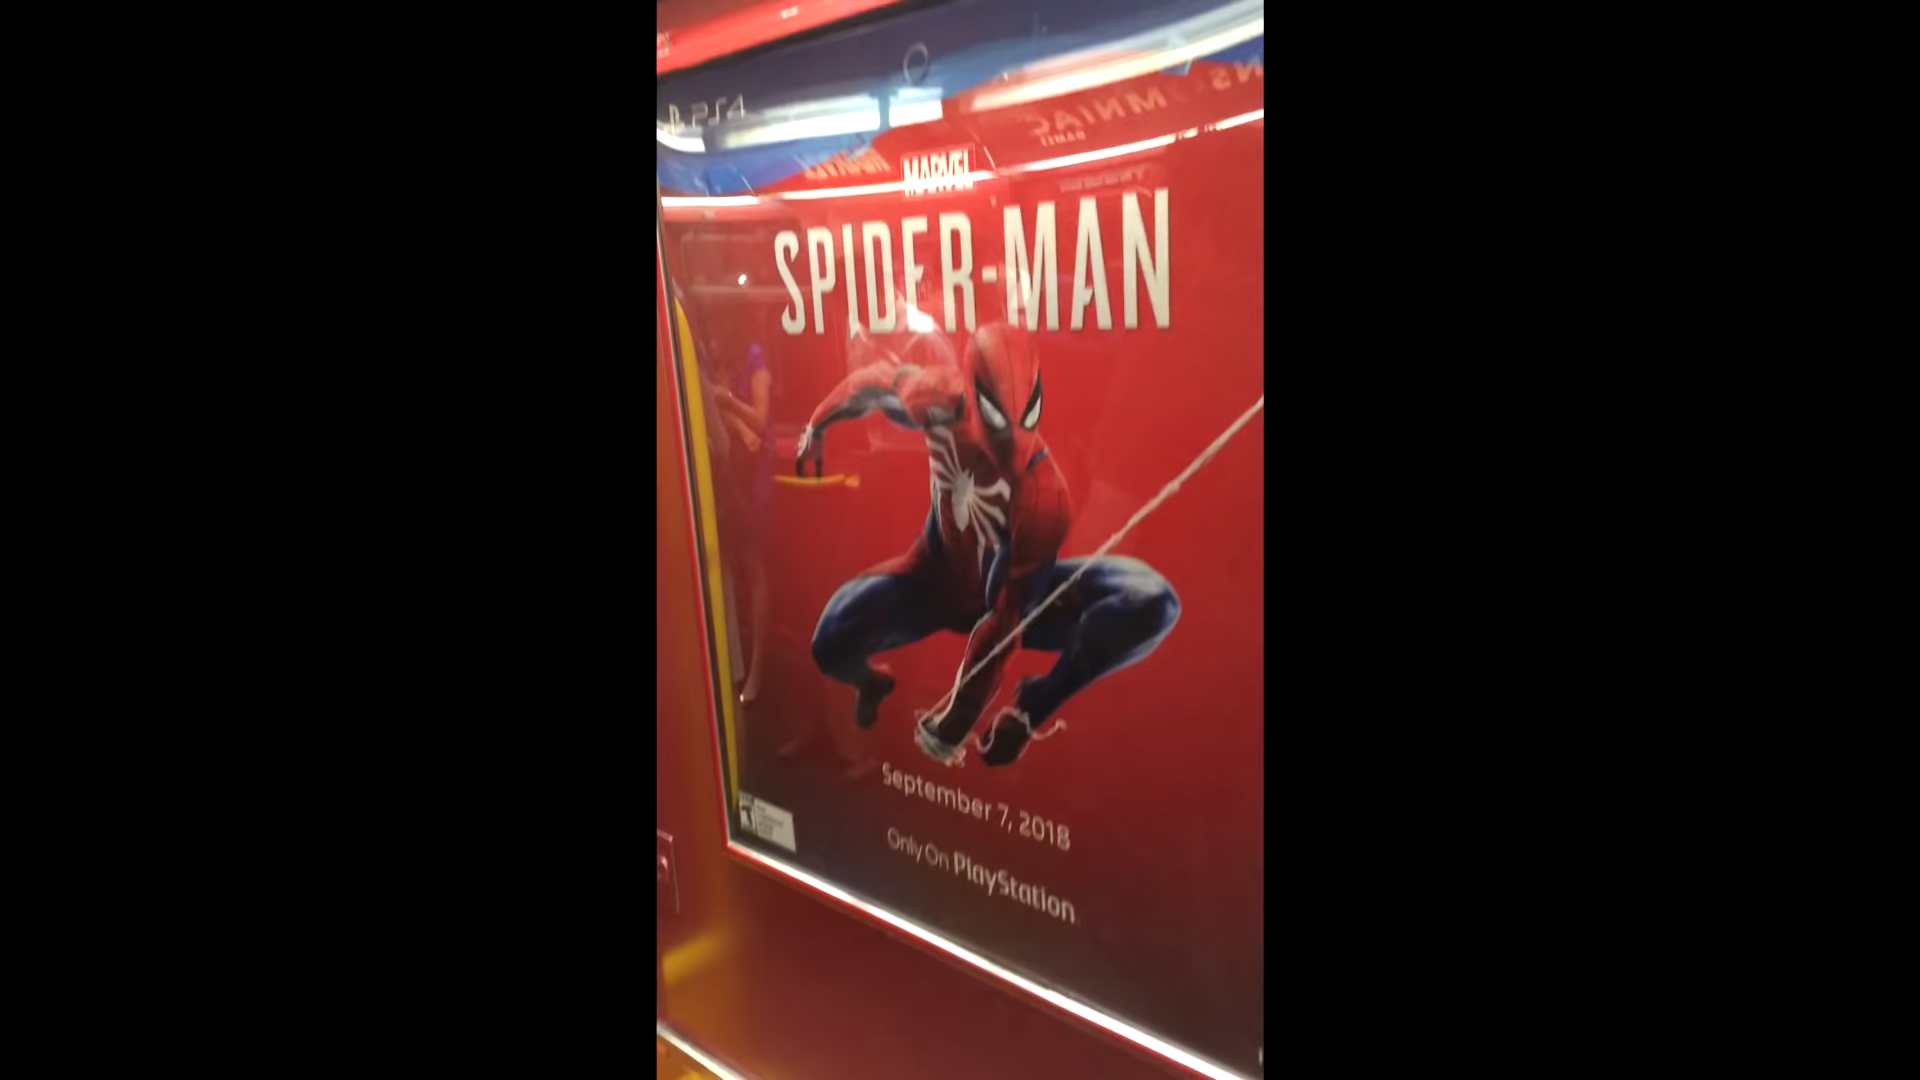 PS4
MARVEL
SPIDER-MAN
September 7, 2018
Only On PlayStation